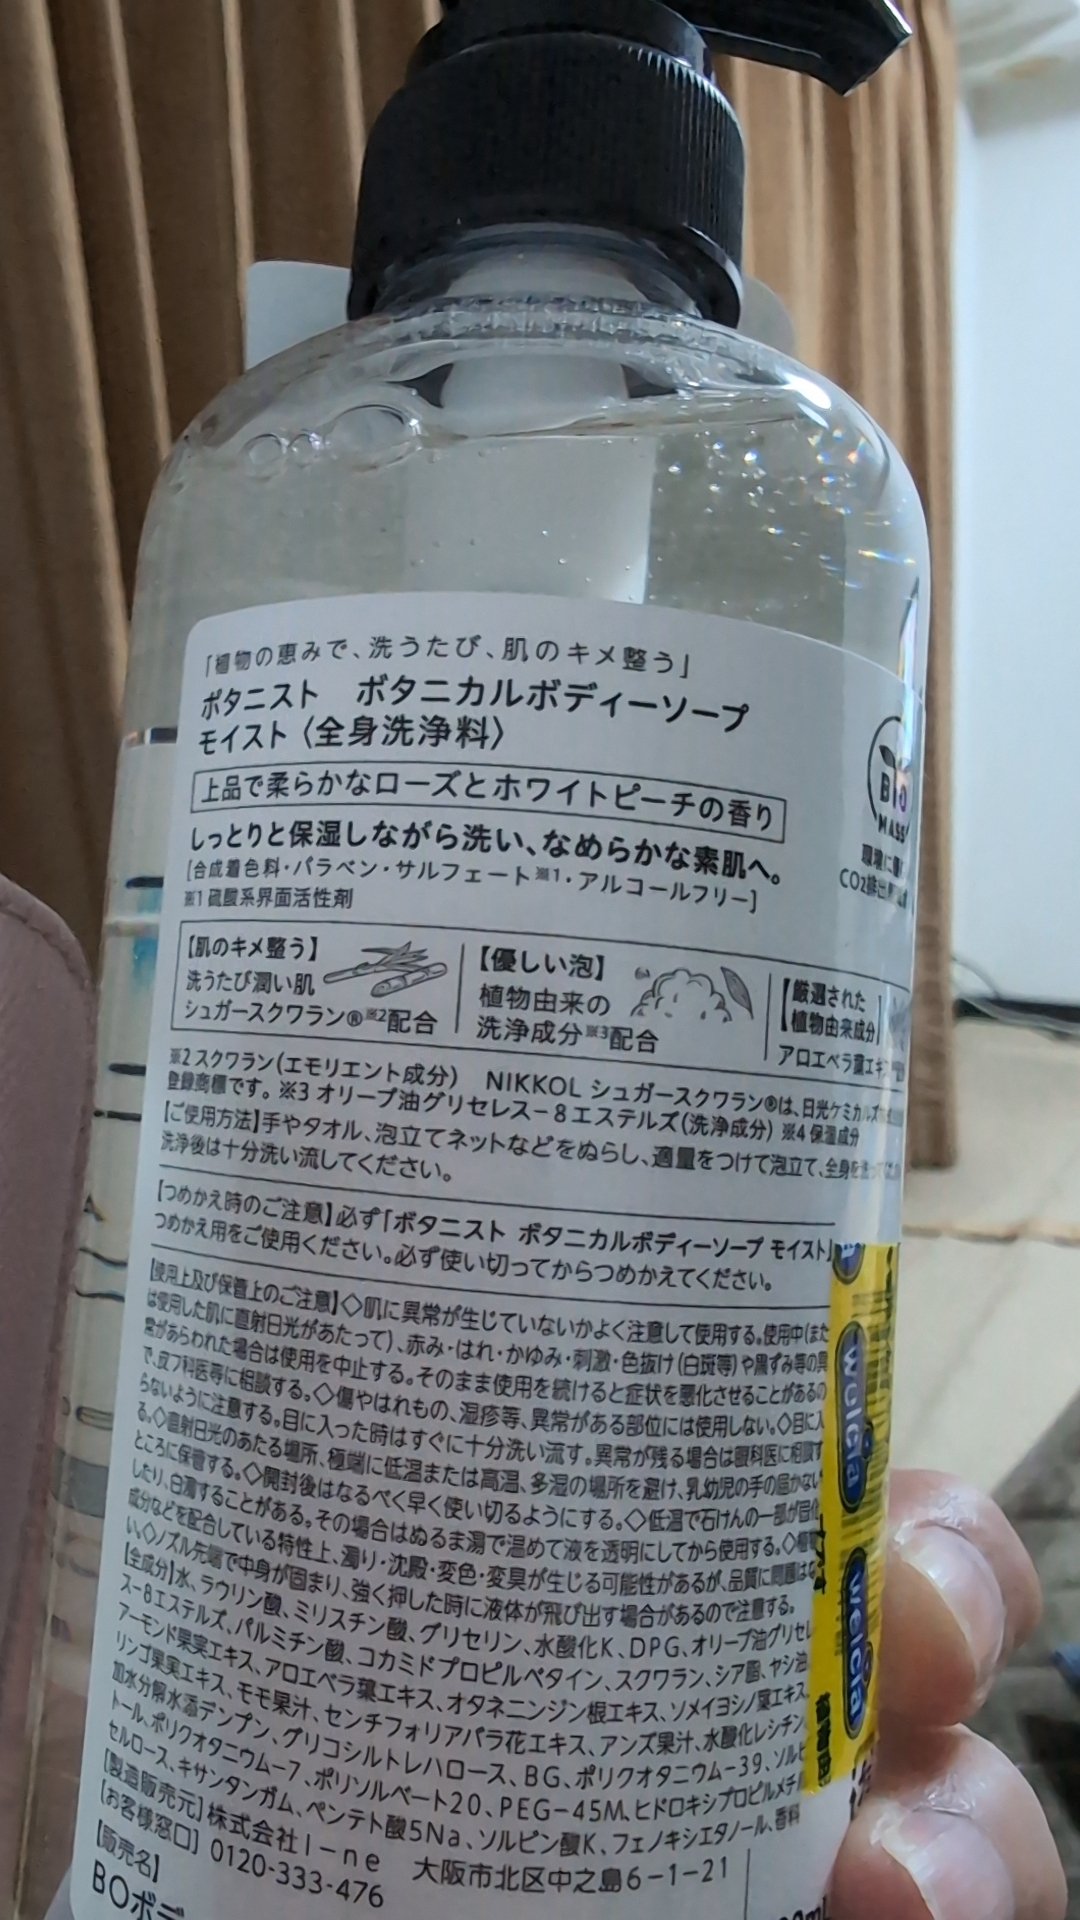 「植物の恵みで、洗うたび、肌のキメ整う」
ボタニスト　ボタニカルボディーソープ
モイスト〈全身洗浄料〉
上品で柔らかなローズとホワイトピーチの香り
しっとりと保湿しながら洗い、なめらかな素肌へ。
[合成着色料・パラベン・サルフェート※1・アルコールフリー]
※1 硫酸系界面活性剤
BIO
MASS
環境に
CO2排出
【肌のキメ整う】
洗うたび潤い肌
シュガースクワラン®※2配合
【優しい泡】
植物由来の
洗浄成分※3配合
【厳選された
植物由来成分】
アロエベラ葉エキ
※2 スクワラン(エモリエント成分)　NIKKOL シュガースクワラン®は、日光ケミカルズ
登録商標です。 ※3 オリーブ油グリセレス−8エステルズ(洗浄成分) ※4 保湿成分
【ご使用方法】手やタオル、泡立てネットなどをぬらし、適量をつけて泡立て、全身を
洗浄後は十分洗い流してください。
【つめかえ時のご注意】必ず「ボタニスト ボタニカルボディーソープ モイスト」
つめかえ用をご使用ください。必ず使い切ってからつめかえてください。
【使用上及び保管上のご注意】◇肌に異常が生じていないかよく注意して使用する。使用中(また
は使用した肌に直射日光があたって)、赤み・はれ・かゆみ・刺激・色抜け(白斑等)や黒ずみ等の異
常があらわれた場合は使用を中止する。そのまま使用を続けると症状を悪化させることがあるの
で、皮フ科医等に相談する。◇傷やはれもの、湿疹等、異常がある部位には使用しない。◇目に入
らないように注意する。目に入った時はすぐに十分洗い流す。異常が残る場合は眼科医に相談す
る。◇直射日光のあたる場所、極端に低温または高温、多湿の場所を避け、乳幼児の手の届かない
ところに保管する。◇開封後はなるべく早く使い切るようにする。◇低温で石けんの一部が固化
したり、白濁することがある。その場合はぬるま湯で温めて液を透明にしてから使用する。◇植物
成分などを配合している特性上、濁り・沈殿・変色・変臭が生じる可能性があるが、品質に問題はな
い。◇ノズル先端で中身が固まり、強く押した時に液体が飛び出す場合があるので注意する。
【全成分】水、ラウリン酸、ミリスチン酸、グリセリン、水酸化K、DPG、オリーブ油グリセレ
ス−8エステルズ、パルミチン酸、コカミドプロピルベタイン、スクワラン、シア脂、ヤシ油
アーモンド果実エキス、アロエベラ葉エキス、オタネニンジン根エキス、ソメイヨシノ葉エキス、
リンゴ果実エキス、モモ果汁、センチフォリアバラ花エキス、アンズ果汁、水酸化レシチン、
加水分解水添デンプン、グリコシルトレハロース、BG、ポリクオタニウム−39、ソルビ
トール、ポリクオタニウム−7、ポリソルベート20、PEG−45M、ヒドロキシプロピルメチル
セルロース、キサンタンガム、ペンテト酸5Na、ソルビン酸K、フェノキシエタノール、香料
【製造販売元】株式会社I−ne　大阪市北区中之島6−1−21
【お客様窓口】0120-333-476
【販売名】
BOボデ
welcia
welcia